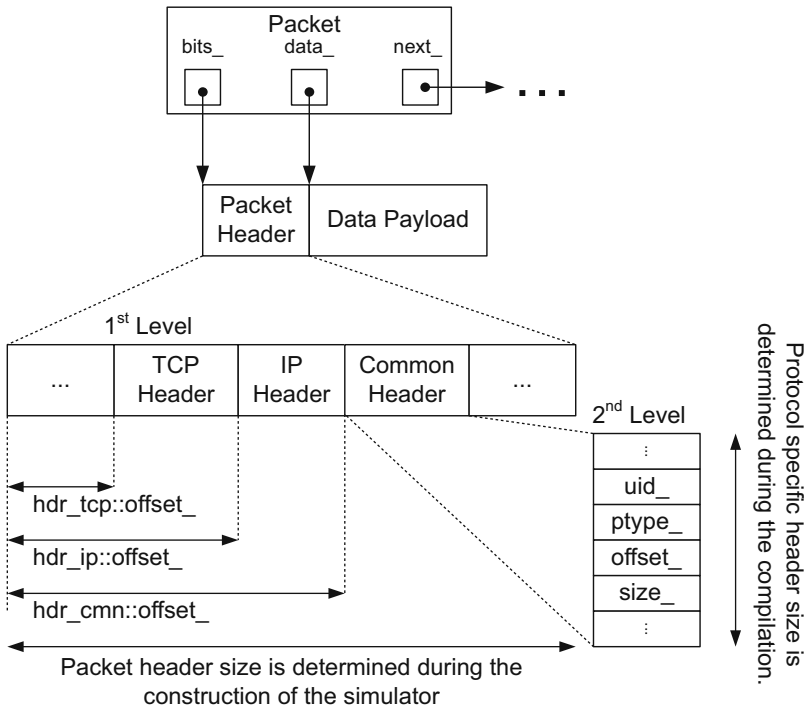 Packet
bits_ data_ next_
...
Packet
Header
Data Payload
1st Level
...
TCP
Header
IP
Header
Common
Header
...
2nd Level
...
uid_
ptype_
offset_
size_
...
hdr_tcp::offset_
hdr_ip::offset_
hdr_cmn::offset_
Packet header size is determined during the
construction of the simulator
Protocol specific header size is
determined during the compilation.